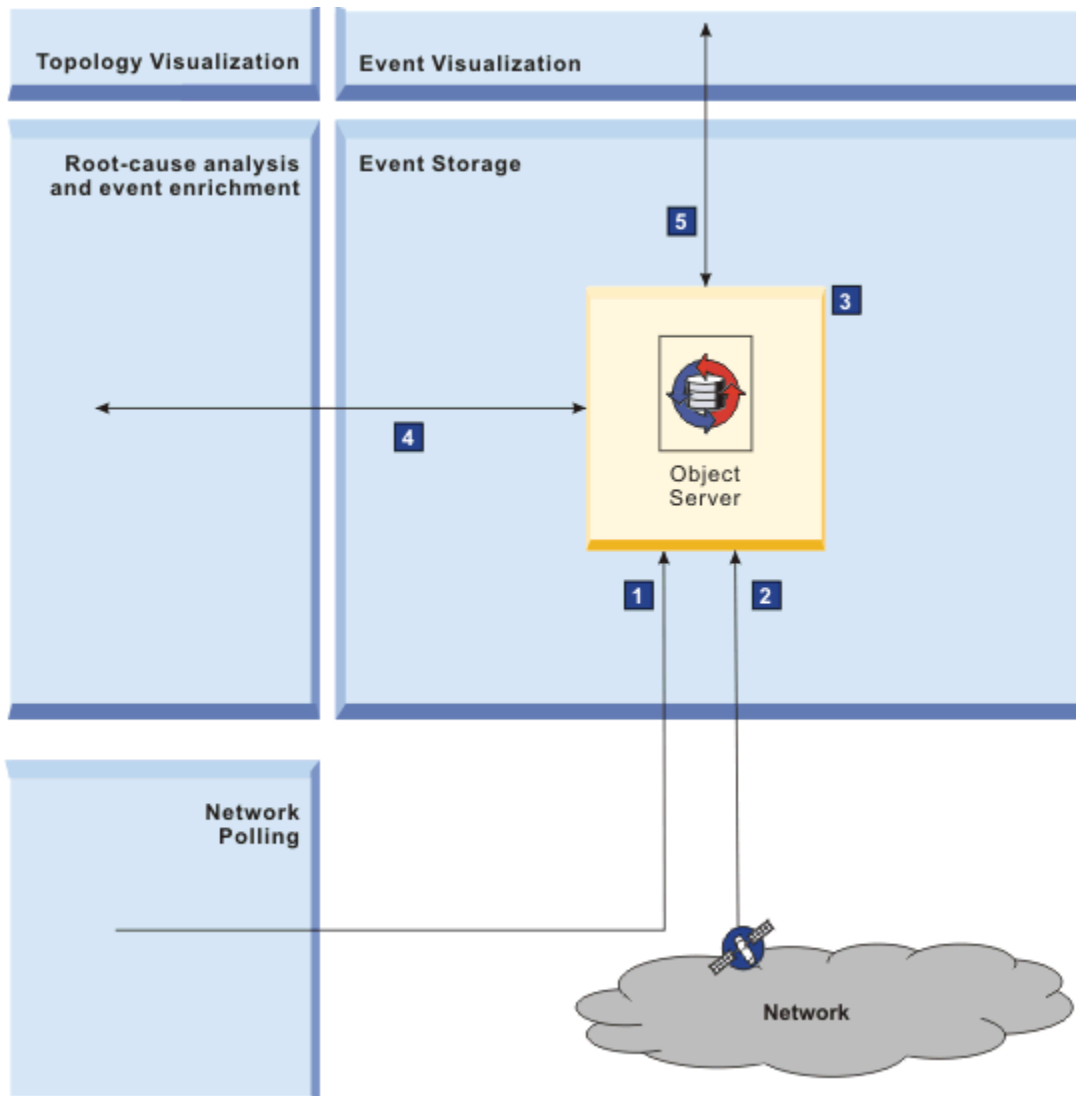 Topology Visualization
Event Visualization
Root-cause analysis
and event enrichment
Event Storage
5
3
4
Object
Server
1
2
Network
Polling
Network